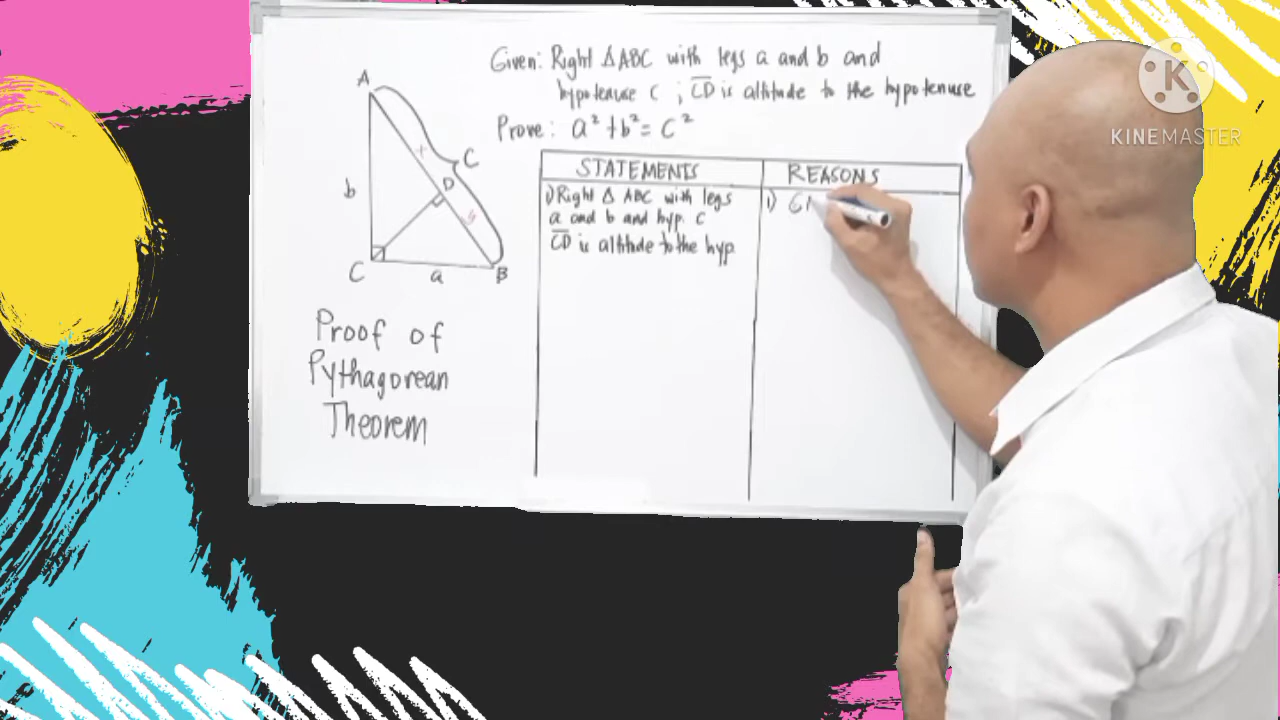 Given: Right △ABC with legs a and b and
hypotenuse C ; C̅D̅ is altitude to the hypotenuse
Prove: a² + b² = c²
A
x
C
D
b
y
C
a
B
Proof of
Pythagorean
Theorem
STATEMENTS
REASONS
1) Right △ ABC with legs
a and b and hyp. c
C̅D̅ is altitude to the hyp.
1) Gi
K
KINEMASTER